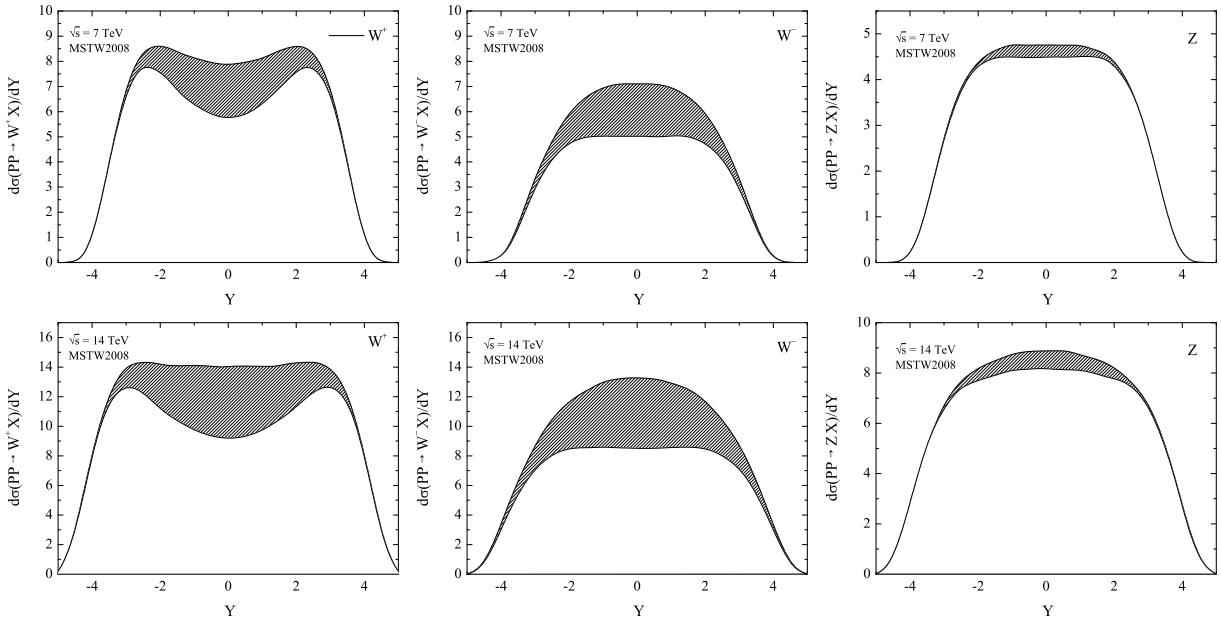 √s = 7 TeV
MSTW2008
W⁺
dσ(PP→ W⁺ X)/dY
10
9
8
7
6
5
4
3
2
1
0
-4 -2 0 2 4
Y
√s = 7 TeV
MSTW2008
W⁻
dσ(PP→ W⁻ X)/dY
10
9
8
7
6
5
4
3
2
1
0
-4 -2 0 2 4
Y
√s = 7 TeV
MSTW2008
Z
dσ(PP→ Z X)/dY
5
4
3
2
1
0
-4 -2 0 2 4
Y
√s = 14 TeV
MSTW2008
W⁺
dσ(PP→ W⁺ X)/dY
16
14
12
10
8
6
4
2
0
-4 -2 0 2 4
Y
√s = 14 TeV
MSTW2008
W⁻
dσ(PP→ W⁻ X)/dY
16
14
12
10
8
6
4
2
0
-4 -2 0 2 4
Y
√s = 14 TeV
MSTW2008
Z
dσ(PP→ Z X)/dY
10
8
6
4
2
0
-4 -2 0 2 4
Y